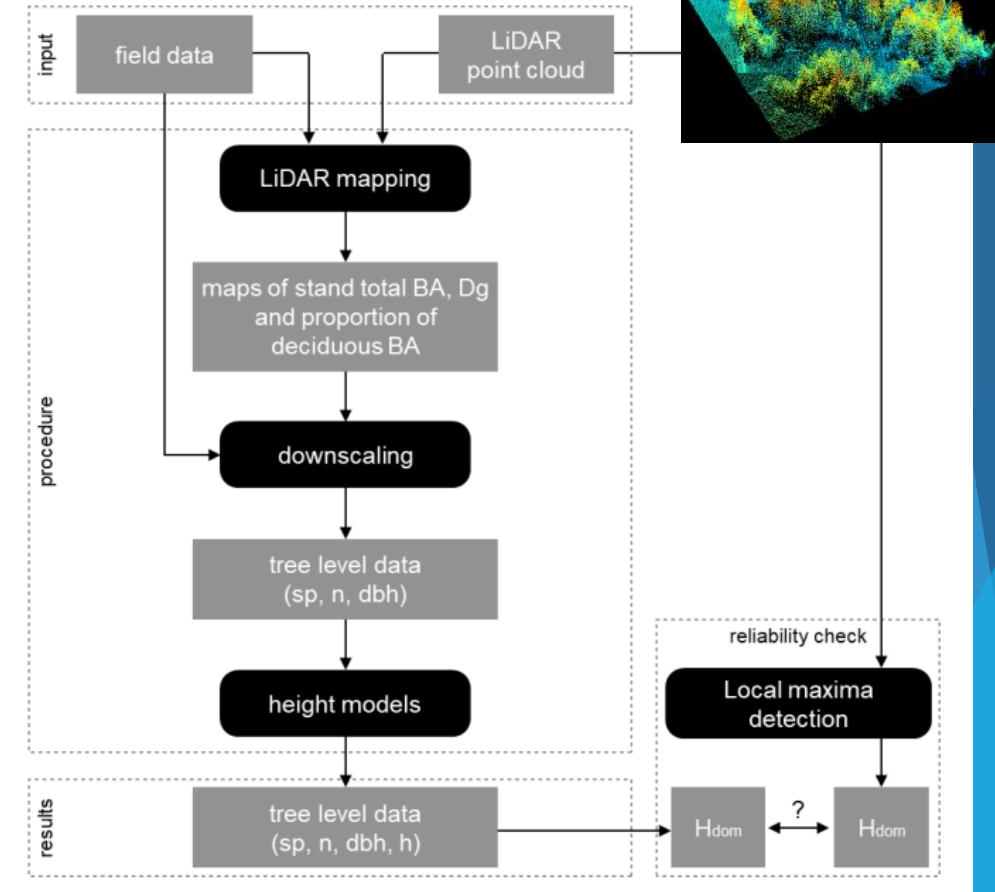 input
field data
LiDAR
point cloud
procedure
LiDAR mapping
maps of stand total BA, Dg
and proportion of
deciduous BA
downscaling
tree level data
(sp, n, dbh)
height models
reliability check
Local maxima
detection
results
tree level data
(sp, n, dbh, h)
Hdom
?
Hdom